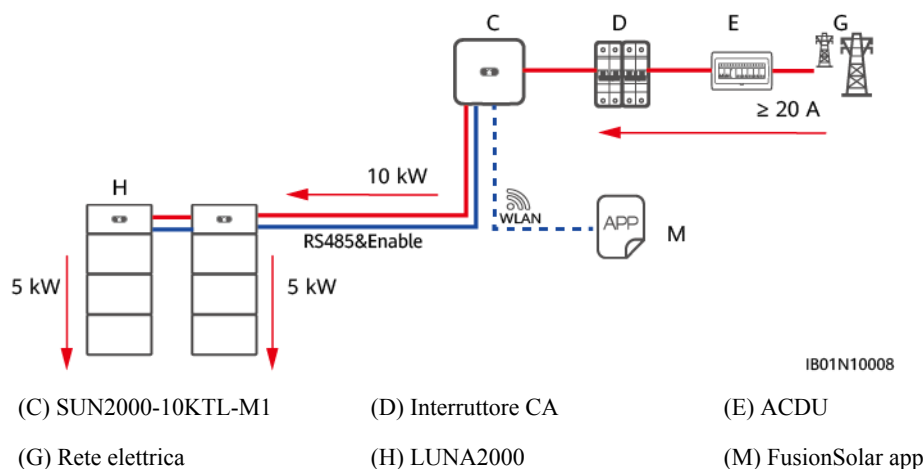 C D E G
≥ 20 A
10 kW
H
WLAN
APP
M
RS485&Enable
5 kW 5 kW
IB01N10008
(C) SUN2000-10KTL-M1 (D) Interruttore CA (E) ACDU
(G) Rete elettrica (H) LUNA2000 (M) FusionSolar app